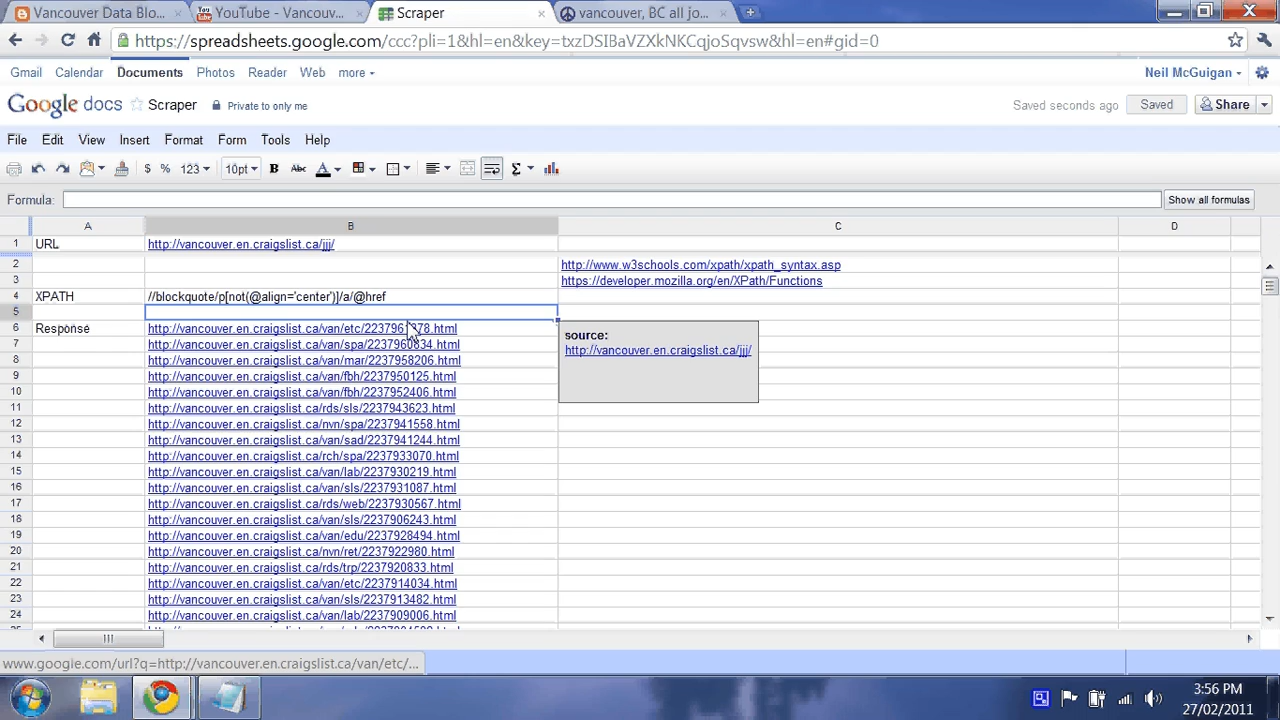 Vancouver Data Blo...
YouTube - Vancouv...
Scraper
vancouver, BC all jo...
https://spreadsheets.google.com/ccc?pli=1&hl=en&key=txzDSIBaVZXkNKCqjoSqvsw&hl=en#gid=0
Gmail Calendar Documents Photos Reader Web more
Neil McGuigan
Google docs Scraper Private to only me
Saved seconds ago Saved Share
File Edit View Insert Format Form Tools Help
$ % 123 10pt B Abc A Σ
Formula: Show all formulas
A B C D
1 URL http://vancouver.en.craigslist.ca/jjj/
2 http://www.w3schools.com/xpath/xpath_syntax.asp
3 https://developer.mozilla.org/en/XPath/Functions
4 XPATH //blockquote/p[not(@align='center')]/a/@href
5
6 Response http://vancouver.en.craigslist.ca/van/etc/223796 378.html
source:
7 http://vancouver.en.craigslist.ca/van/spa/2237960834.html
http://vancouver.en.craigslist.ca/jjj/
8 http://vancouver.en.craigslist.ca/van/mar/2237958206.html
9 http://vancouver.en.craigslist.ca/van/fbh/2237950125.html
10 http://vancouver.en.craigslist.ca/van/fbh/2237952406.html
11 http://vancouver.en.craigslist.ca/rds/sls/2237943623.html
12 http://vancouver.en.craigslist.ca/nvn/spa/2237941558.html
13 http://vancouver.en.craigslist.ca/van/sad/2237941244.html
14 http://vancouver.en.craigslist.ca/rch/spa/2237933070.html
15 http://vancouver.en.craigslist.ca/van/lab/2237930219.html
16 http://vancouver.en.craigslist.ca/van/sls/2237931087.html
17 http://vancouver.en.craigslist.ca/rds/web/2237930567.html
18 http://vancouver.en.craigslist.ca/van/sls/2237906243.html
19 http://vancouver.en.craigslist.ca/van/edu/2237928494.html
20 http://vancouver.en.craigslist.ca/nvn/ret/2237922980.html
21 http://vancouver.en.craigslist.ca/rds/trp/2237920833.html
22 http://vancouver.en.craigslist.ca/van/etc/2237914034.html
23 http://vancouver.en.craigslist.ca/van/sls/2237913482.html
24 http://vancouver.en.craigslist.ca/van/lab/2237909006.html
www.google.com/url?q=http://vancouver.en.craigslist.ca/van/etc/...
3:56 PM
27/02/2011